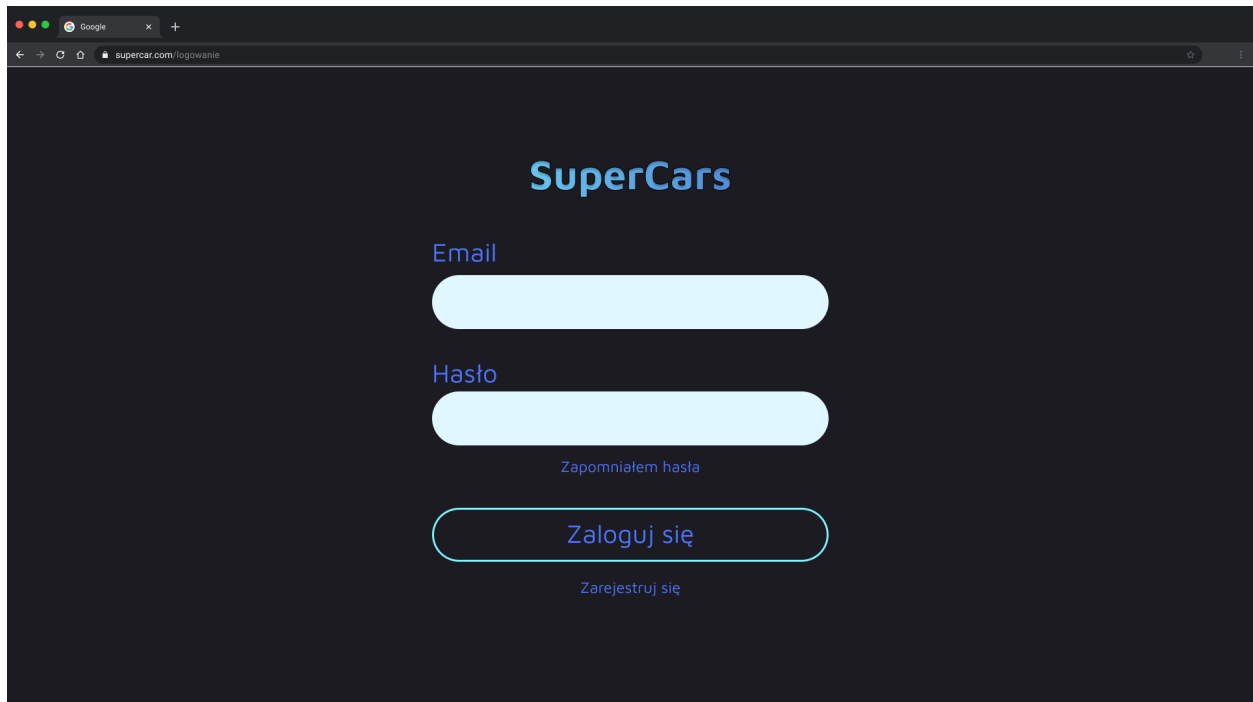 Google
supercar.com/logowanie
SuperCars
Email
Hasło
Zapomniałem hasła
Zaloguj się
Zarejestruj się